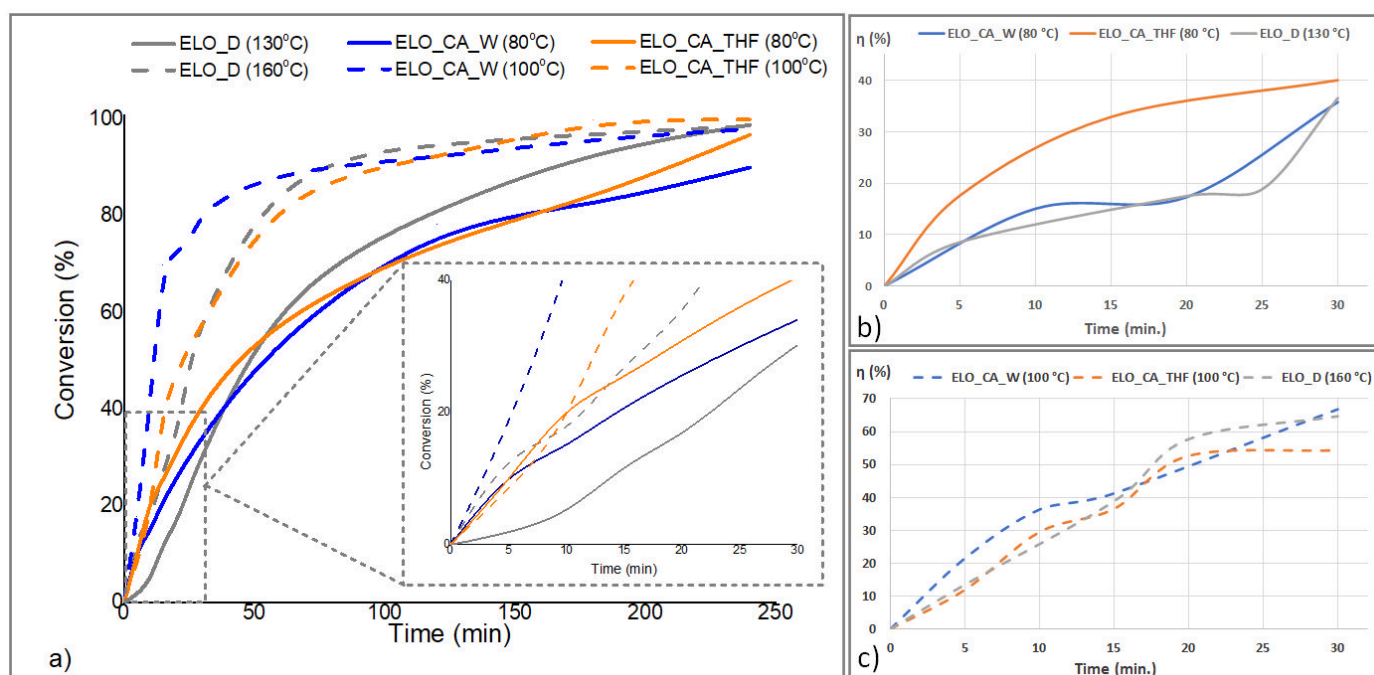 ELO_D (130°C) ELO_CA_W (80°C) ELO_CA_THF (80°C)
ELO_D (160°C) ELO_CA_W (100°C) ELO_CA_THF (100°C)
Conversion (%)
100
80
60
40
20
0
0 50 100 150 200 250
Time (min)
a)
Conversion (%)
40
20
0
0 5 10 15 20 25 30
Time (min)
η (%) ELO_CA_W (80 °C) ELO_CA_THF (80 °C) ELO_D (130 °C)
40
30
20
10
0
0 5 10 15 20 25 30
Time (min.)
b)
η (%) ELO_CA_W (100 °C) ELO_CA_THF (100 °C) ELO_D (160 °C)
70
60
50
40
30
20
10
0
0 5 10 15 20 25 30
Time (min.)
c)